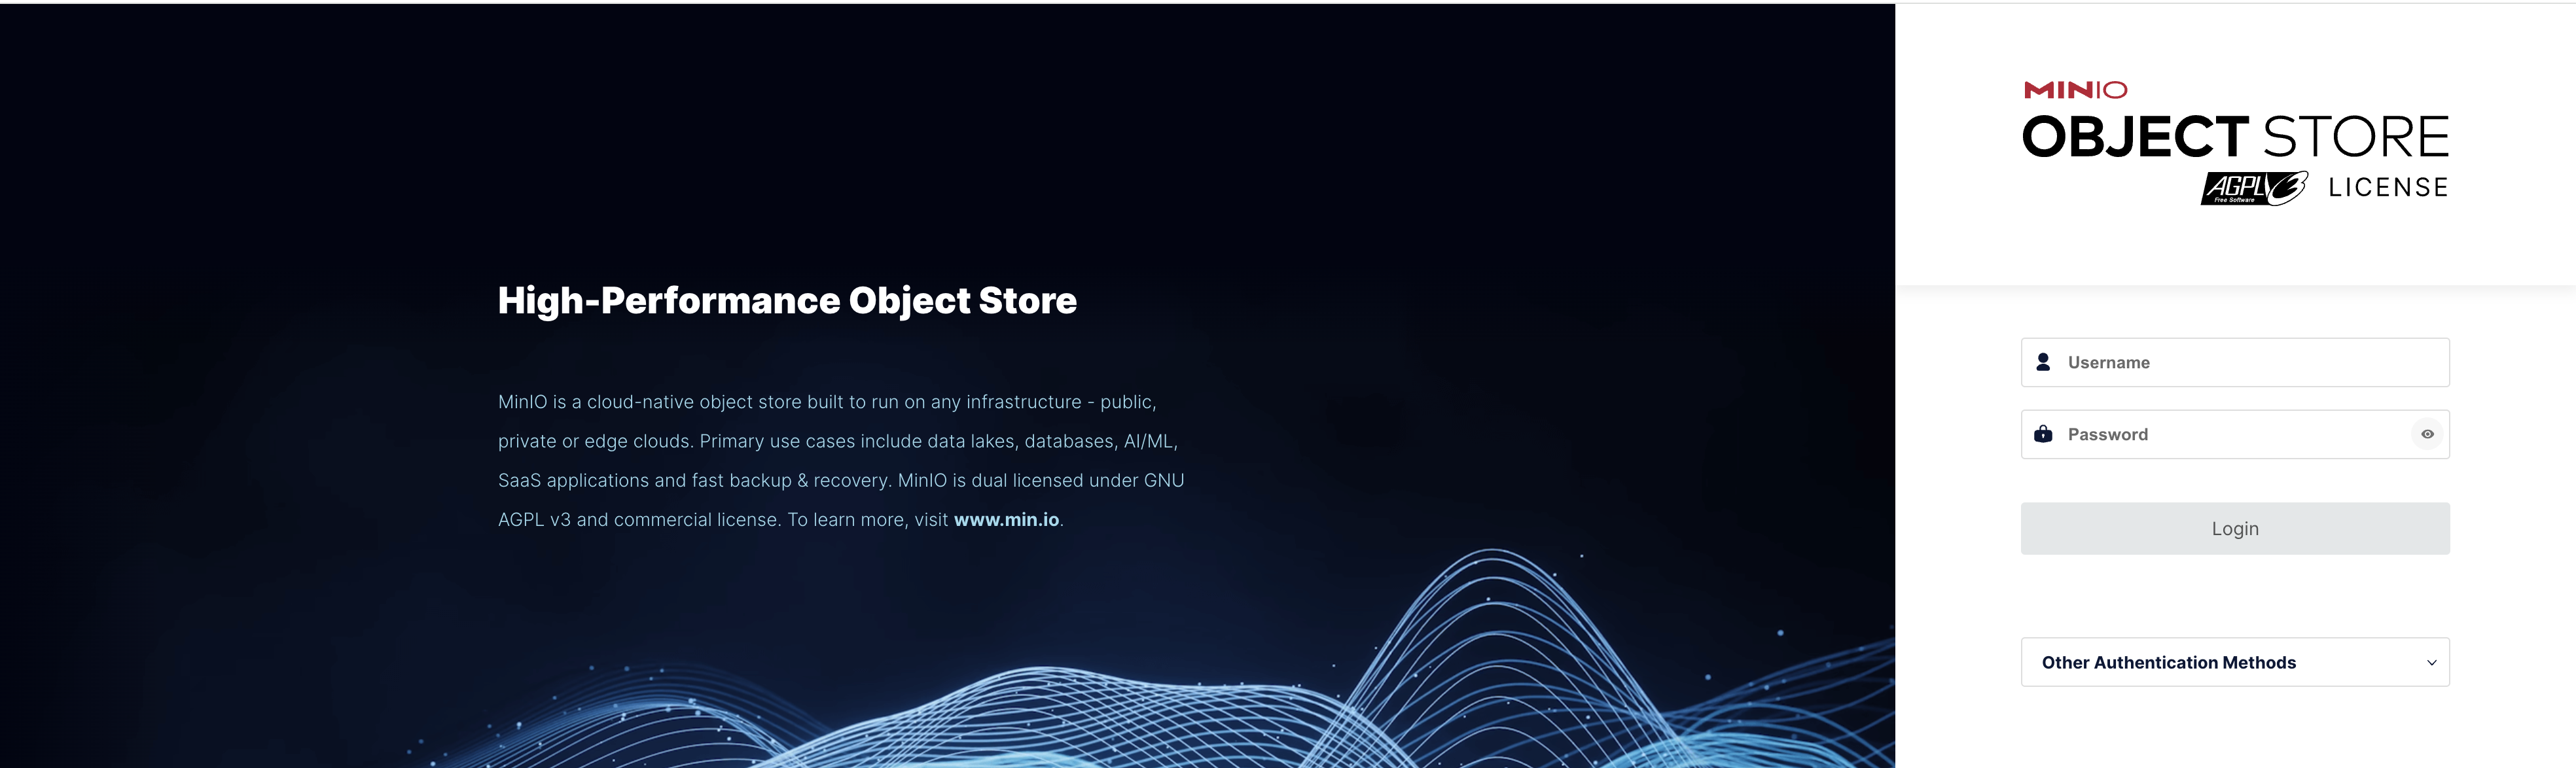 High-Performance Object Store
MinIO is a cloud-native object store built to run on any infrastructure - public,
private or edge clouds. Primary use cases include data lakes, databases, AI/ML,
SaaS applications and fast backup & recovery. MinIO is dual licensed under GNU
AGPL v3 and commercial license. To learn more, visit www.min.io.
MINIO
OBJECT STORE
AGPLv3 LICENSE
Free Software
Username
Password
Login
Other Authentication Methods